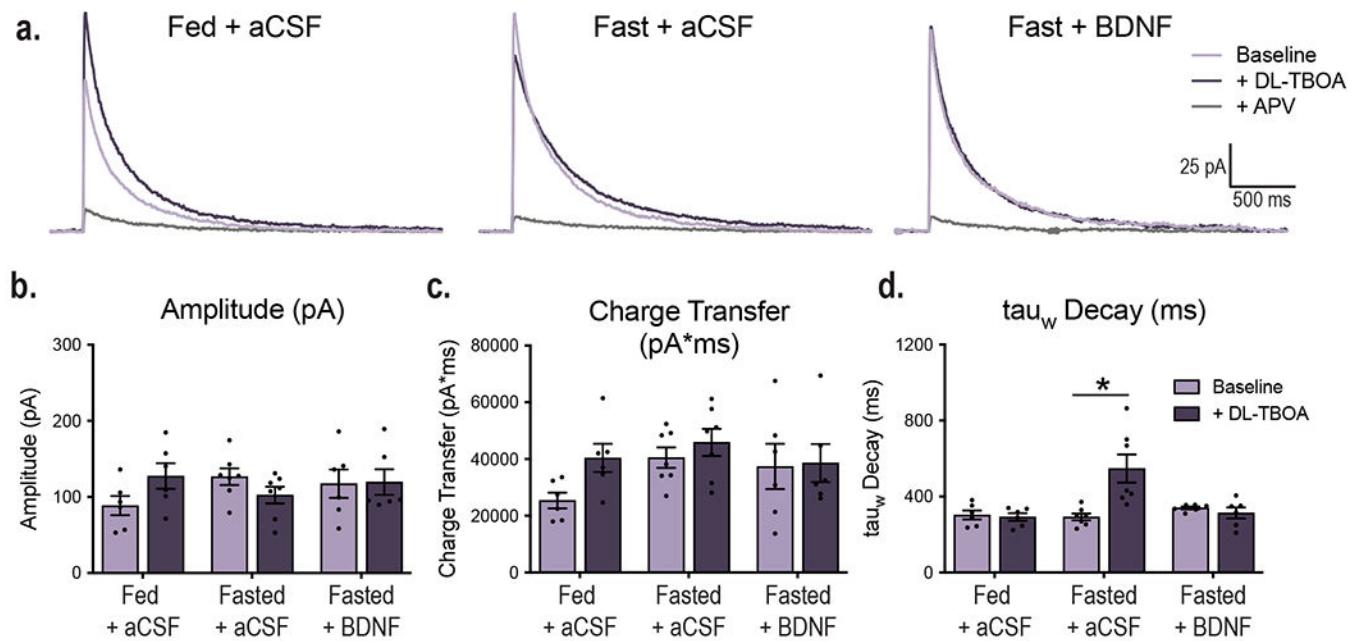 a.
Fed + aCSF
Fast + aCSF
Fast + BDNF
Baseline
+ DL-TBOA
+ APV
25 pA
500 ms
b.
Amplitude (pA)
Amplitude (pA)
300
200
100
0
Fed
+ aCSF
Fasted
+ aCSF
Fasted
+ BDNF
c.
Charge Transfer
(pA*ms)
Charge Transfer (pA*ms)
80000
60000
40000
20000
0
Fed
+ aCSF
Fasted
+ aCSF
Fasted
+ BDNF
d.
tauw Decay (ms)
tauw Decay (ms)
1200
800
400
0
*
Baseline
+ DL-TBOA
Fed
+ aCSF
Fasted
+ aCSF
Fasted
+ BDNF